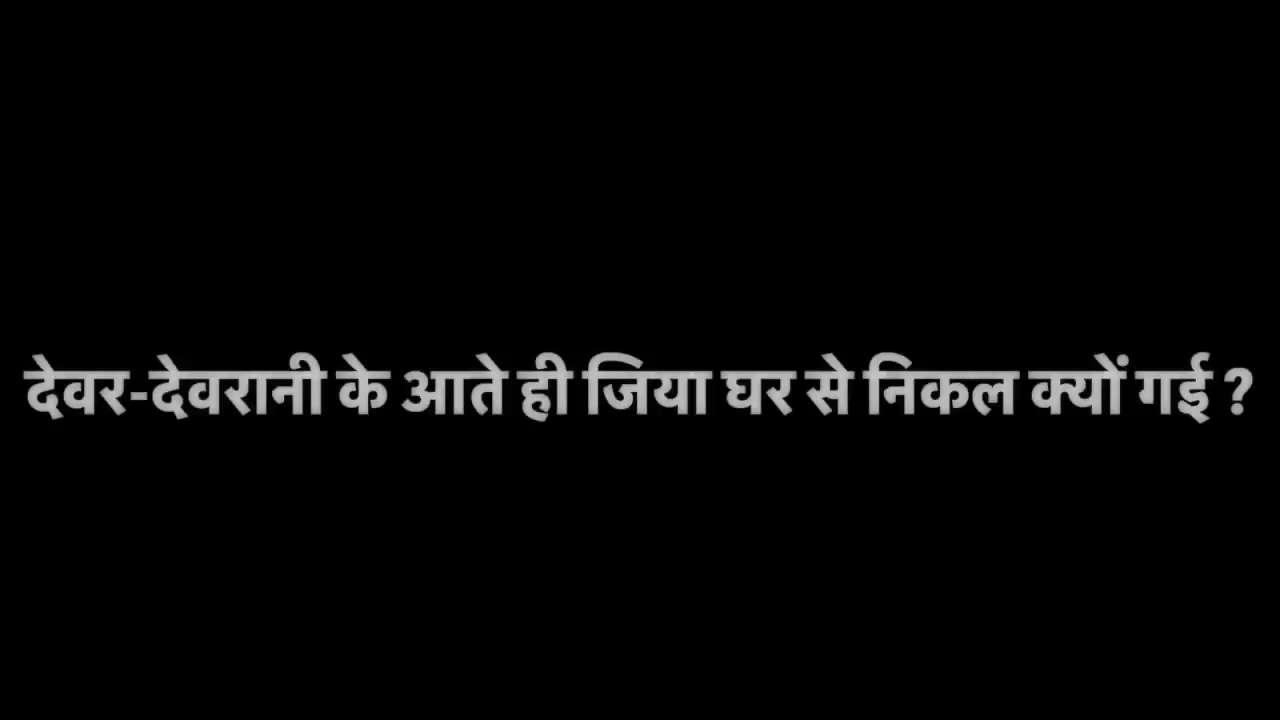 देवर-देवरानी के आते ही जिया घर से निकल क्यों गई ?